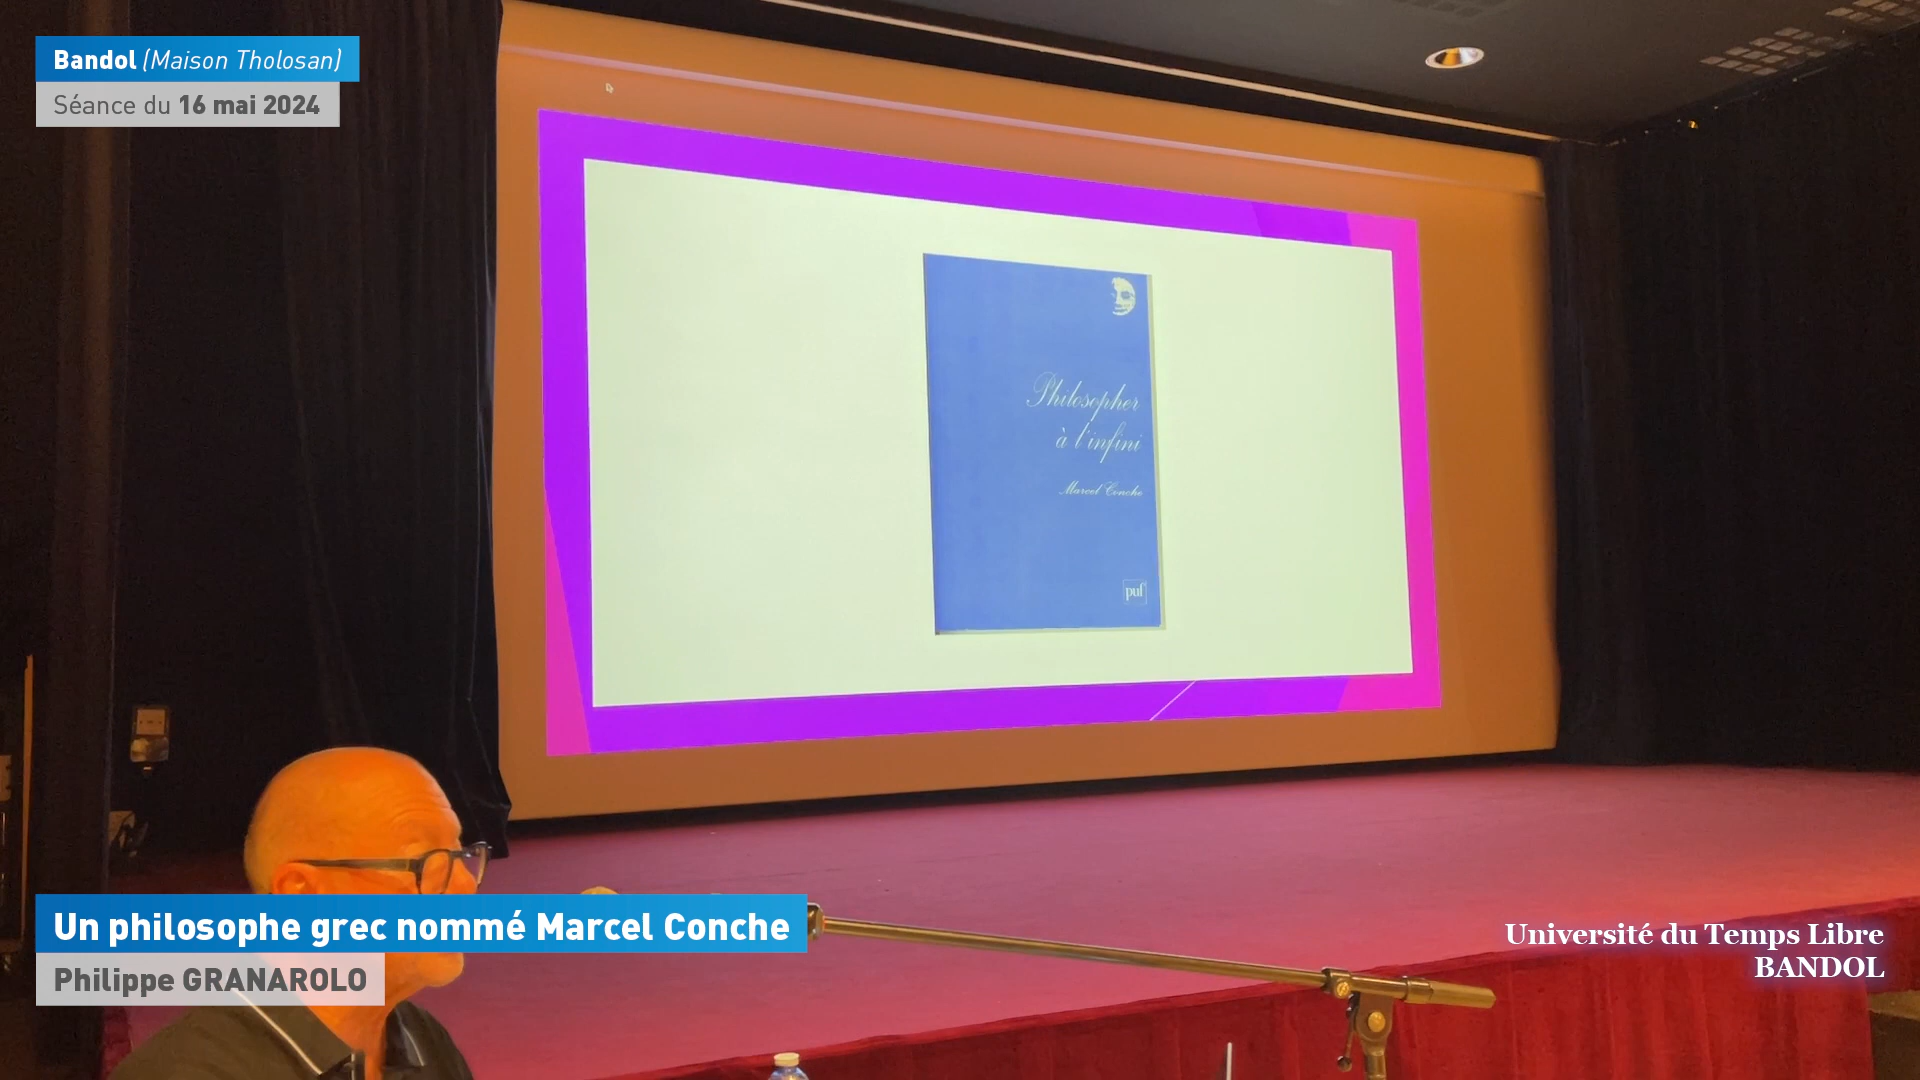 Bandol (Maison Tholosan)
Séance du 16 mai 2024
Philosopher
à l'infini
Marcel Conche
puf
Un philosophe grec nommé Marcel Conche
Philippe GRANAROLO
Université du Temps Libre
BANDOL